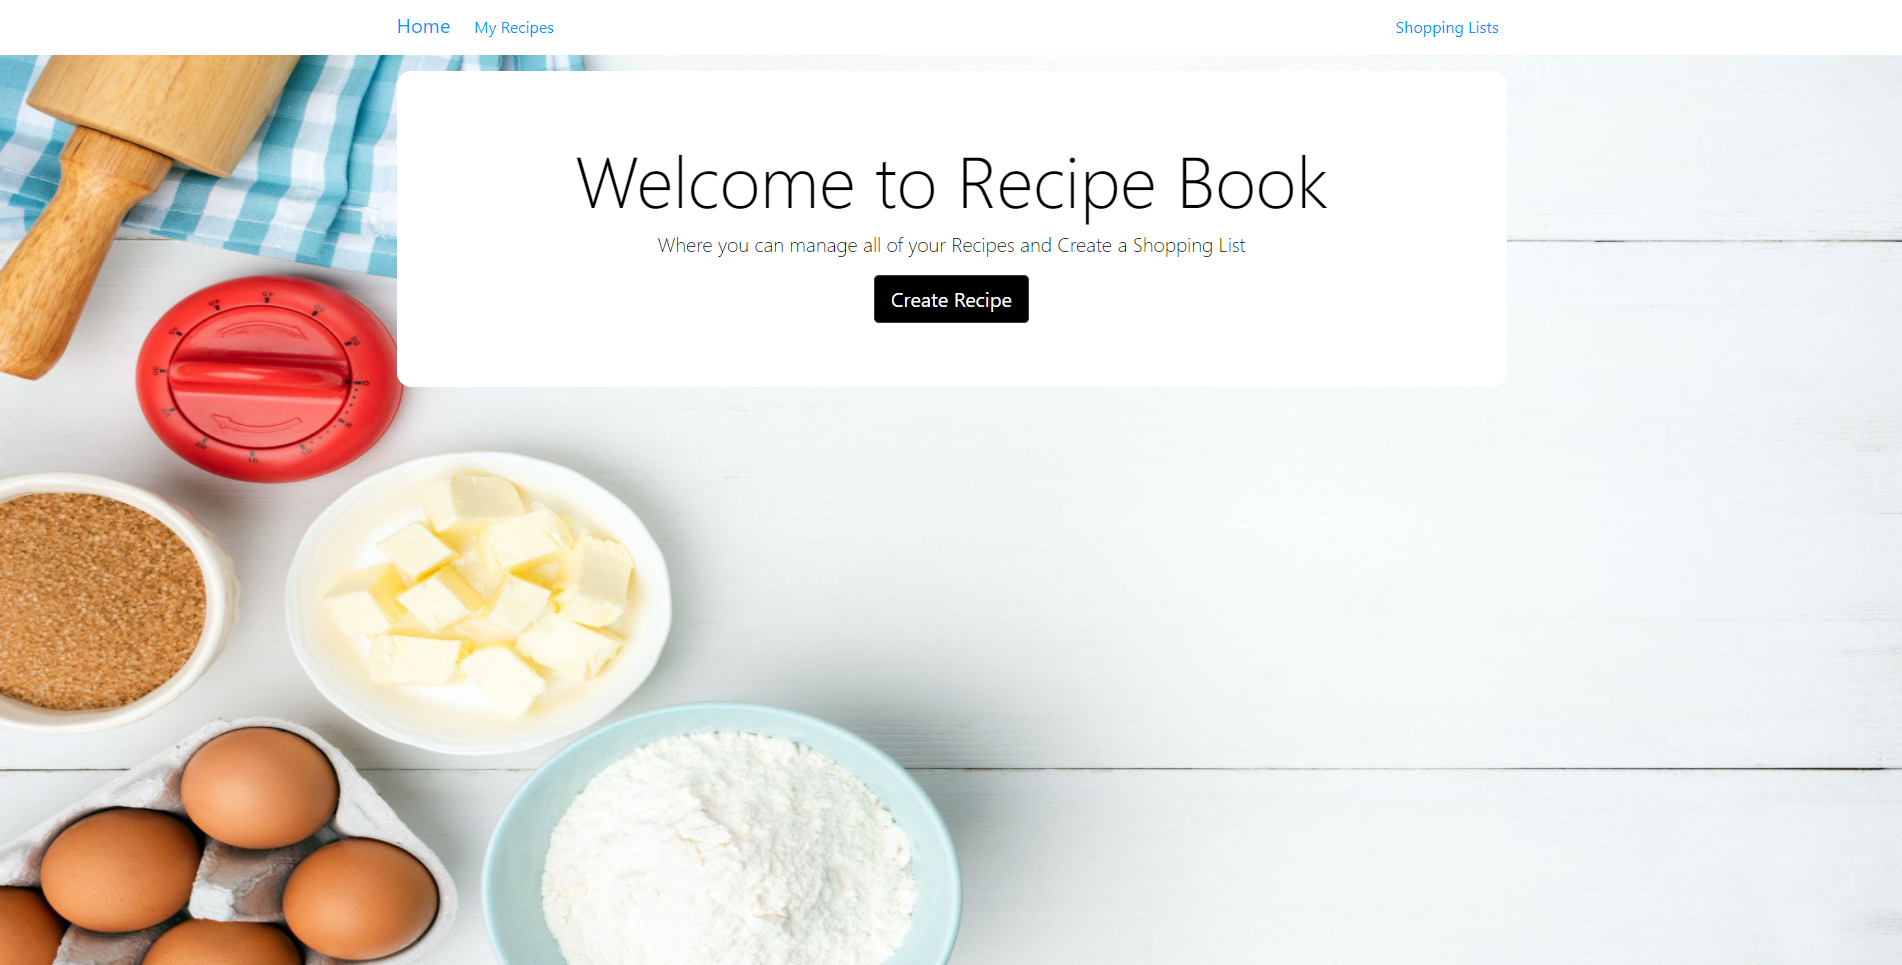 Home My Recipes Shopping Lists
Welcome to Recipe Book
Where you can manage all of your Recipes and Create a Shopping List
Create Recipe